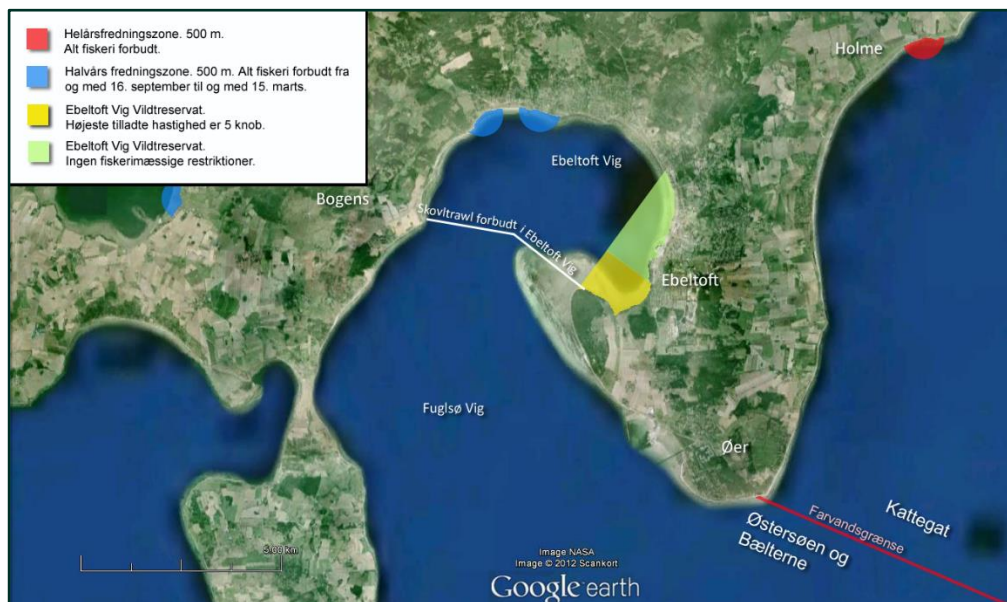 Helårsfredningszone. 500 m.
Alt fiskeri forbudt.
Halvårs fredningszone. 500 m. Alt fiskeri forbudt fra
og med 16. september til og med 15. marts.
Ebeltoft Vig Vildtreservat.
Højeste tilladte hastighed er 5 knob.
Ebeltoft Vig Vildtreservat.
Ingen fiskerimæssige restriktioner.
Holme
Ebeltoft Vig
Bogens
Skovltrawl forbudt i Ebeltoft Vig
Ebeltoft
Fuglsø Vig
Øer
Kattegat
Farvandsgrænse
Østersøen og
Bælterne
5.00 km
Image NASA
Image © 2012 Scankort
Google earth